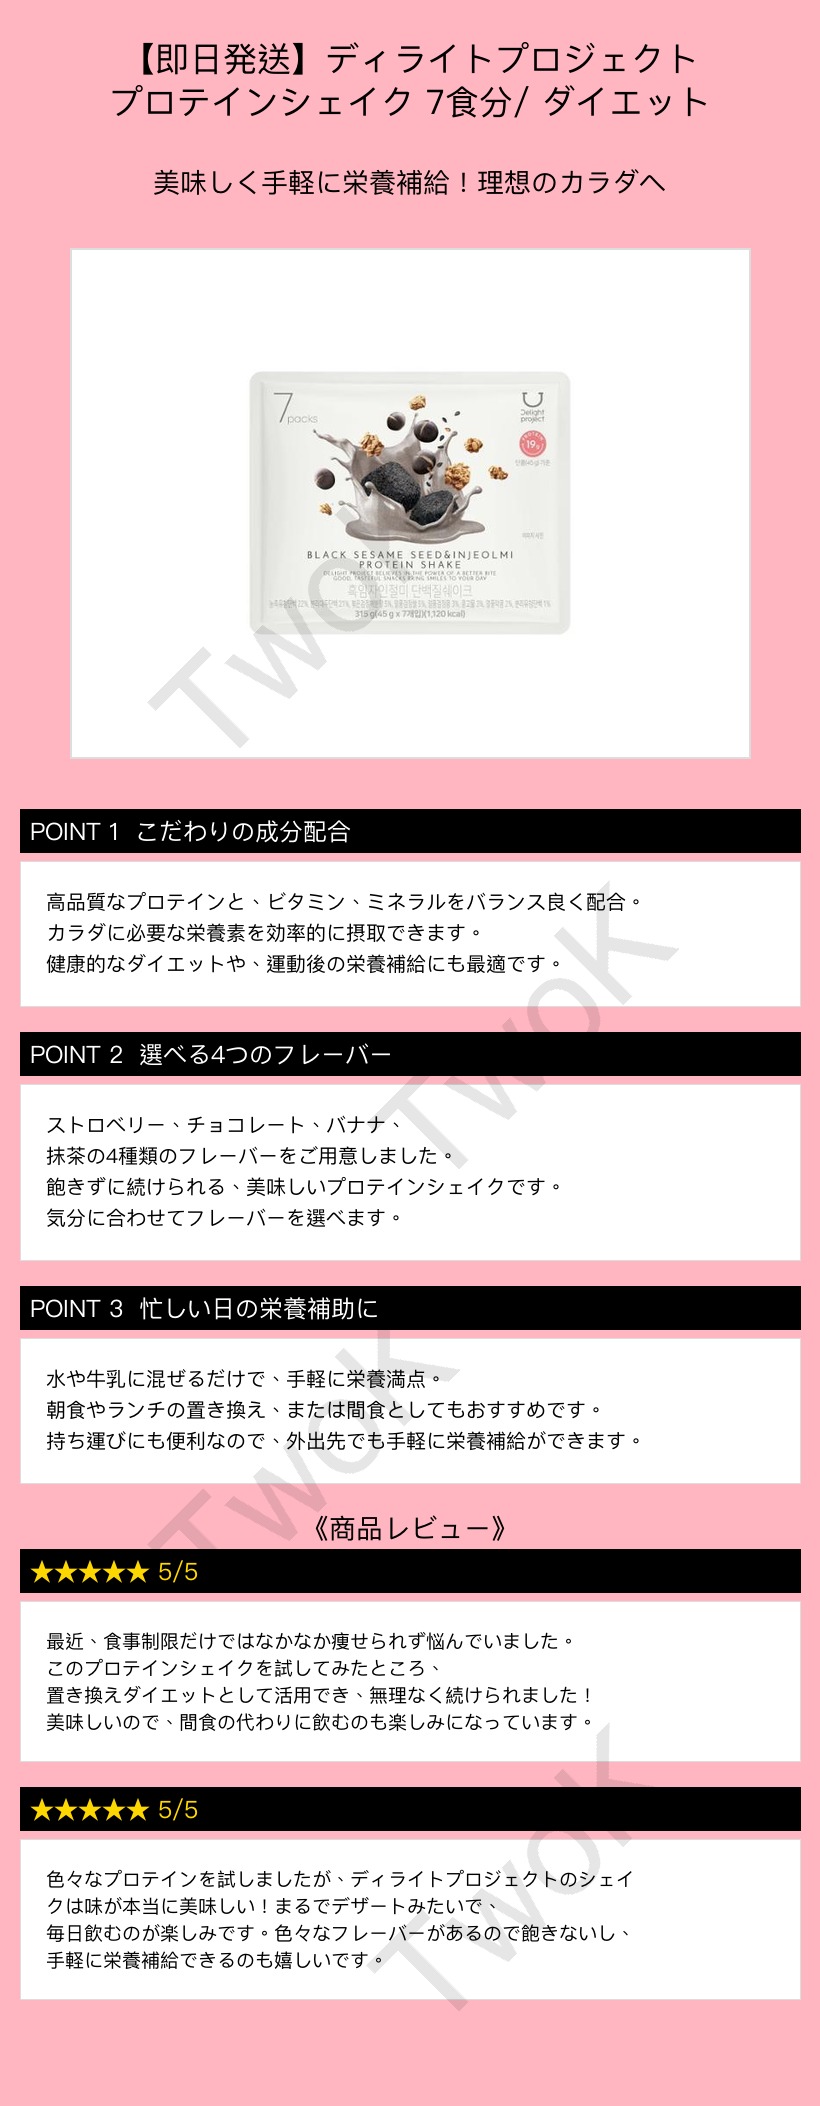 【即日発送】ディライトプロジェクト
プロテインシェイク 7食分/ ダイエット
美味しく手軽に栄養補給！理想のカラダへ
7packs
Delight
project
19g
BLACK SESAME SEED&INJEOLMI
PROTEIN SHAKE
DELIGHT PROJECT BELIEVES IN THE POWER OF A BETTER BITE
GOOD, TASTEFUL SNACKS BRING SMILES TO YOUR DAY
흑임자인절미 단백질쉐이크
315 g(45 g x 7개입)(1,120 kcal)
TwoK
POINT 1 こだわりの成分配合
高品質なプロテインと、ビタミン、ミネラルをバランス良く配合。
カラダに必要な栄養素を効率的に摂取できます。
健康的なダイエットや、運動後の栄養補給にも最適です。
TwoK
POINT 2 選べる4つのフレーバー
ストロベリー、チョコレート、バナナ、
抹茶の4種類のフレーバーをご用意しました。
飽きずに続けられる、美味しいプロテインシェイクです。
気分に合わせてフレーバーを選べます。
POINT 3 忙しい日の栄養補助に
水や牛乳に混ぜるだけで、手軽に栄養満点。
朝食やランチの置き換え、または間食としてもおすすめです。
持ち運びにも便利なので、外出先でも手軽に栄養補給ができます。
TwoK
《商品レビュー》
★★★★★ 5/5
最近、食事制限だけではなかなか痩せられず悩んでいました。
このプロテインシェイクを試してみたところ、
置き換えダイエットとして活用でき、無理なく続けられました！
美味しいので、間食の代わりに飲むのも楽しみになっています。
★★★★★ 5/5
色々なプロテインを試しましたが、ディライトプロジェクトのシェイ
クは味が本当に美味しい！まるでデザートみたいで、
毎日飲むのが楽しみです。色々なフレーバーがあるので飽きないし、
手軽に栄養補給できるのも嬉しいです。
TwoK